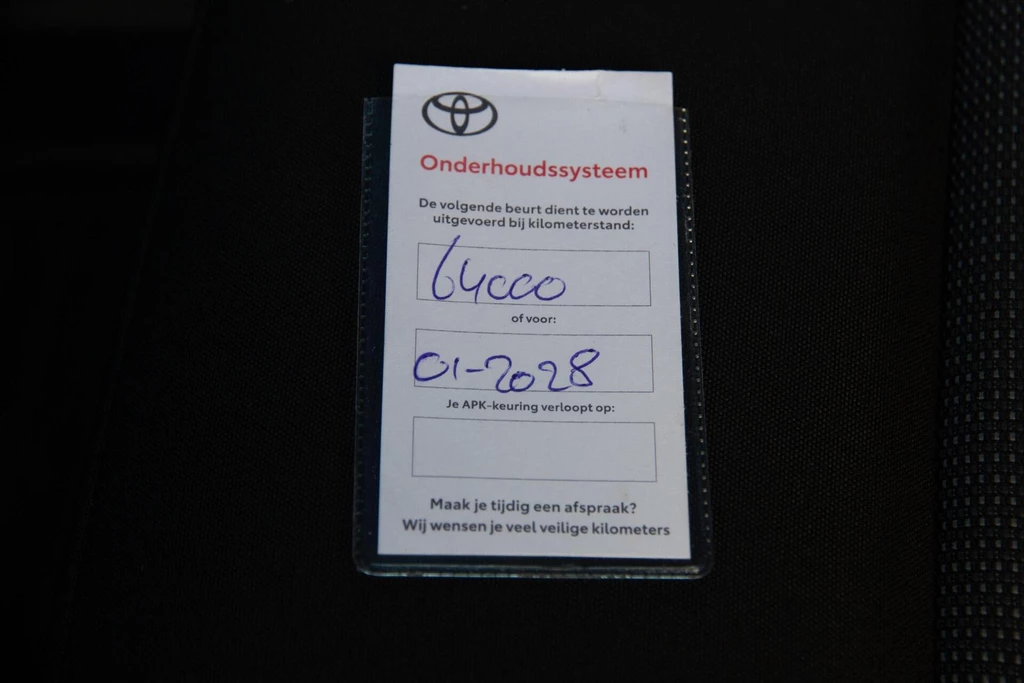 Onderhoudssysteem
De volgende beurt dient te worden
uitgevoerd bij kilometerstand:
64000
of voor:
01-2028
Je APK-keuring verloopt op:
Maak je tijdig een afspraak?
Wij wensen je veel veilige kilometers